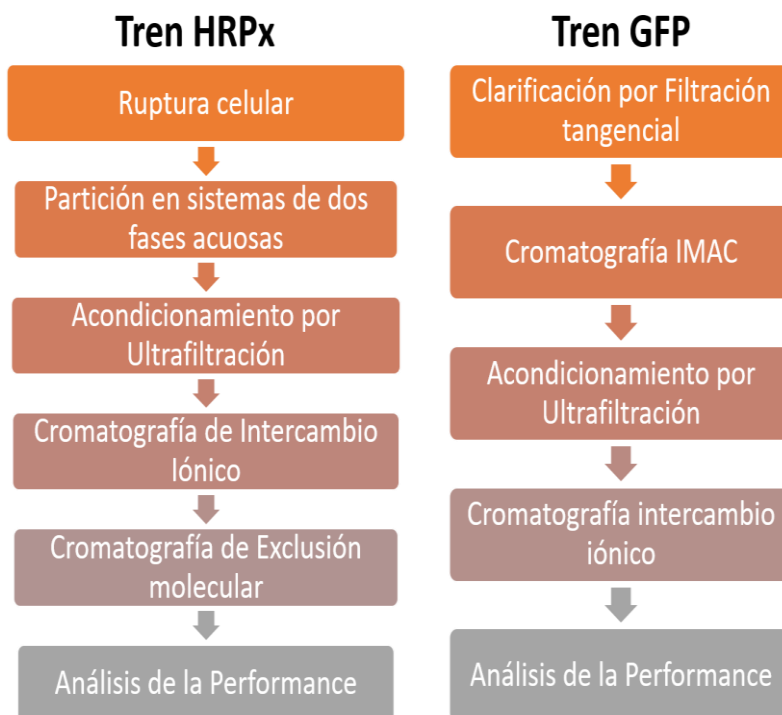 Tren HRPx
Ruptura celular
Partición en sistemas de dos
fases acuosas
Acondicionamiento por
Ultrafiltración
Cromatografía de Intercambio
Iónico
Cromatografía de Exclusión
molecular
Análisis de la Performance
Tren GFP
Clarificación por Filtración
tangencial
Cromatografía IMAC
Acondicionamiento por
Ultrafiltración
Cromatografía intercambio
iónico
Análisis de la Performance